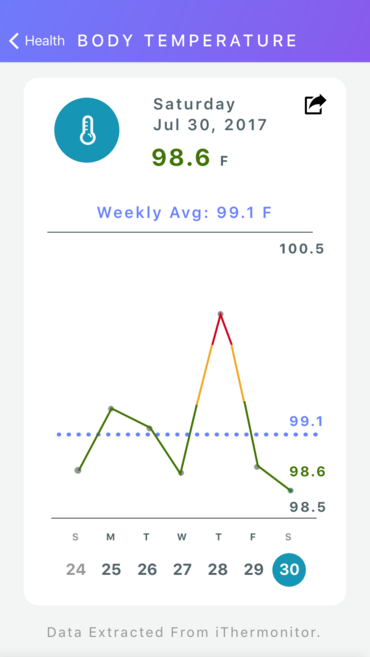 Health BODY TEMPERATURE
Saturday
Jul 30, 2017
98.6 F
Weekly Avg: 99.1 F
100.5
99.1
98.6
98.5
S M T W T F S
24 25 26 27 28 29 30
Data Extracted From iThermonitor.